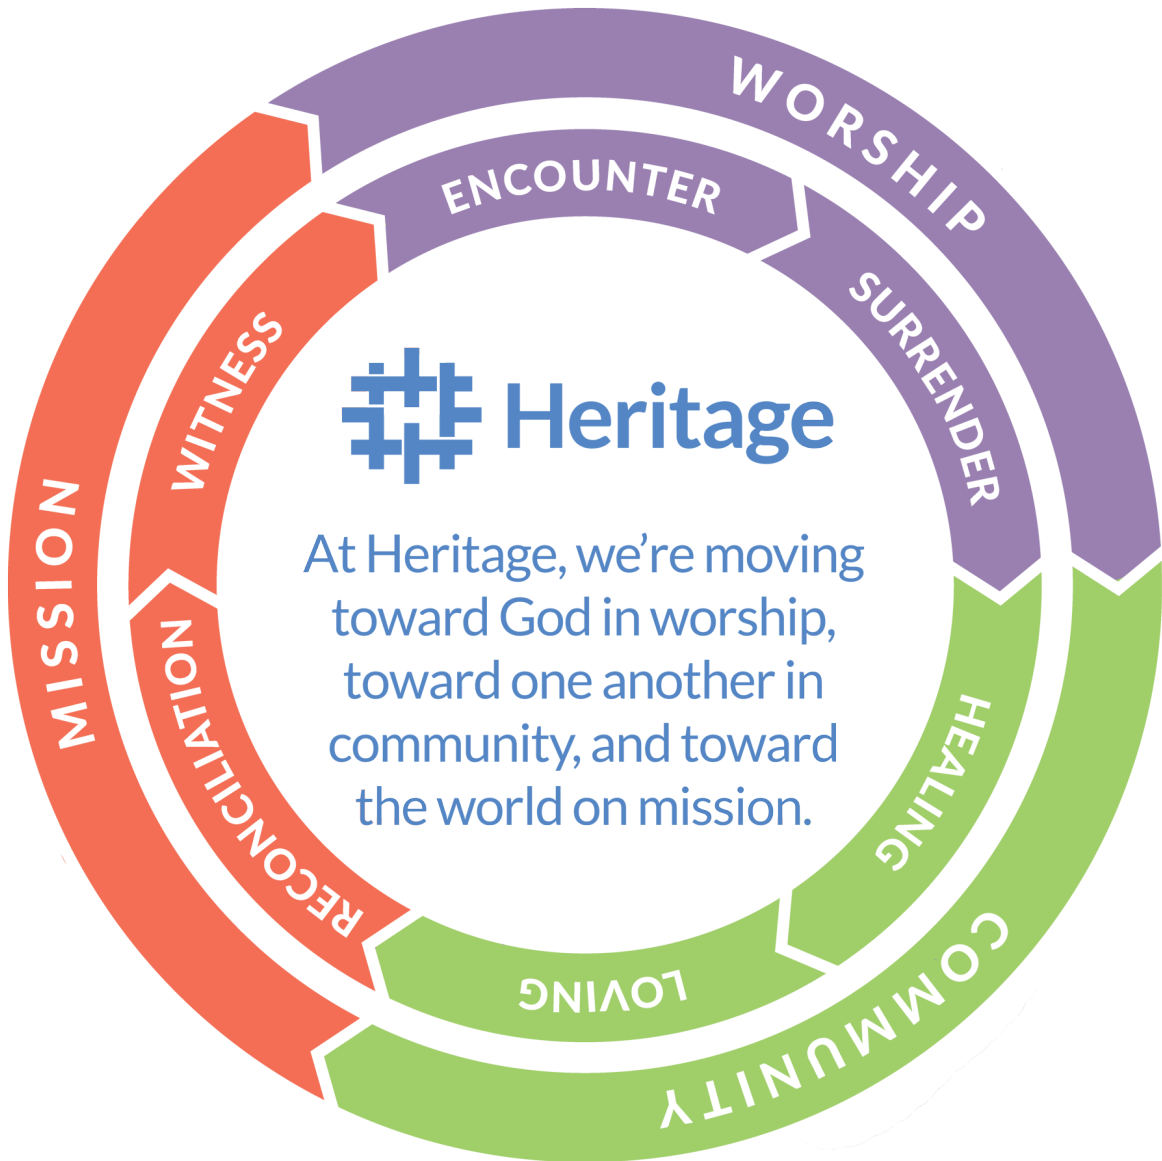 WORSHIP
ENCOUNTER
SURRENDER
HEALING
COMMUNITY
LOVING
RECONCILIATION
MISSION
WITNESS
Heritage
At Heritage, we’re moving
toward God in worship,
toward one another in
community, and toward
the world on mission.